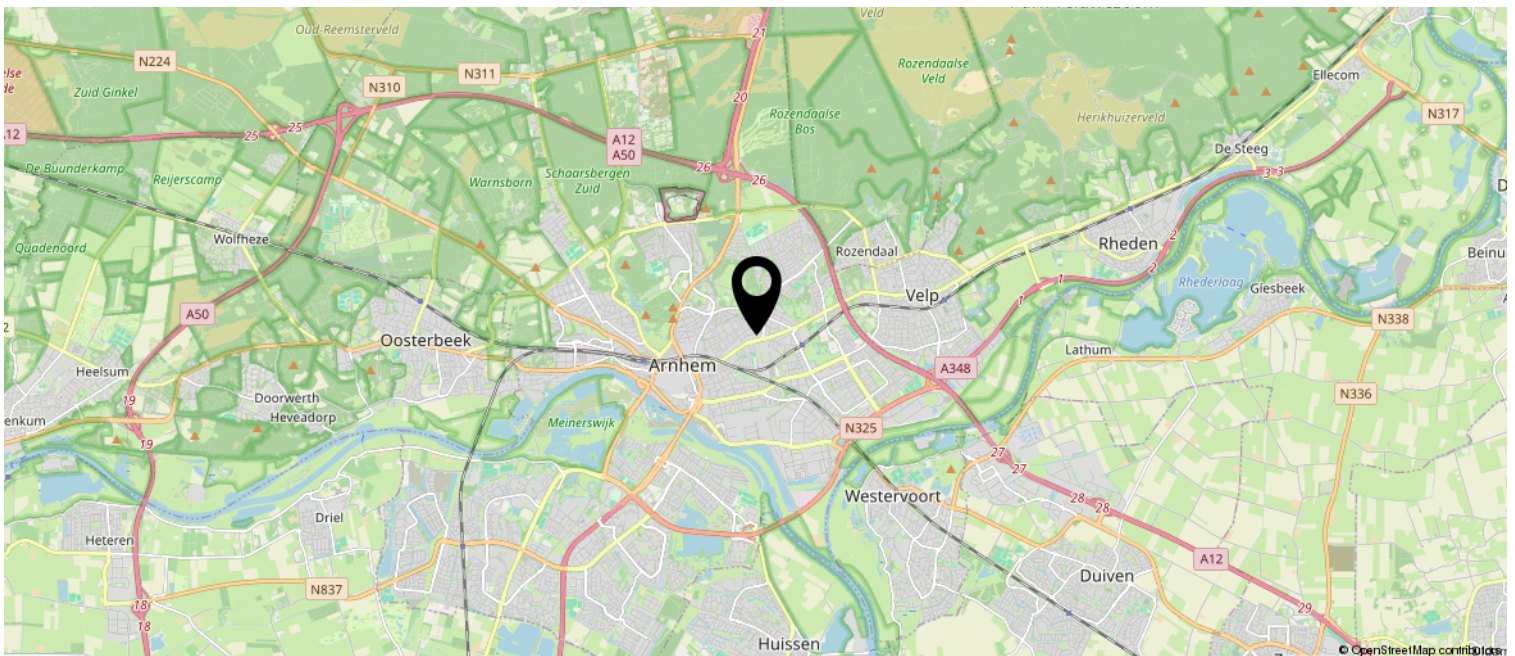 Veld
Oud-Reemsterveld
21
N224
Rozendaalse
Veld
N311
Ellecom
Zuid Ginkel
N310
20
Rozendaalse
Bos
Herikhuizerveld
N317
25
25
A12
A50
De Steeg
De Buunderkamp
Reijerscamp
Warnsborn
Schaarsbergen
Zuid
26
26
3
3
Wolfheze
Quadenoord
Rozendaal
Rheden
2
2
Rhederlaag
Giesbeek
Velp
1
1
A50
N338
Oosterbeek
Lathum
Arnhem
A348
Heelsum
19
Doorwerth
Heveadorp
N336
Meinerswijk
N325
19
27
27
Westervoort
28
28
Driel
Heteren
A12
Duiven
N837
18
18
29
Huissen
© OpenStreetMap contributors